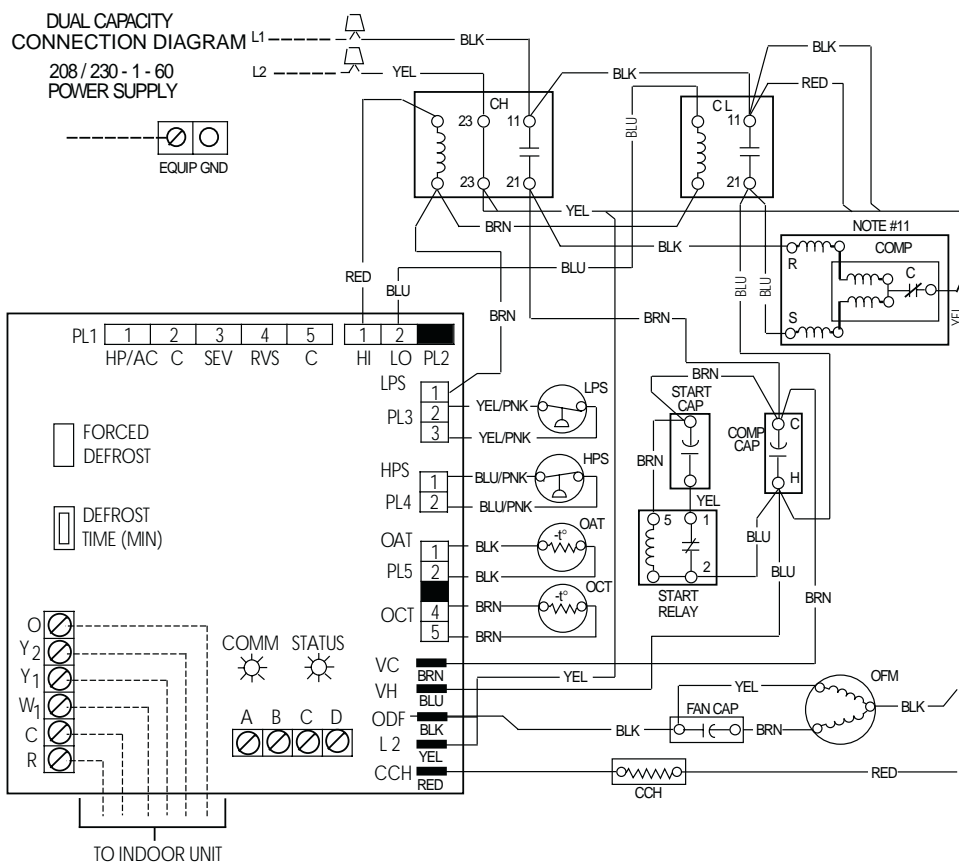 DUAL CAPACITY
CONNECTION DIAGRAM
208 / 230 - 1 - 60
POWER SUPPLY
EQUIP GND
L1
BLK
L2
YEL
CH
23
11
23
21
BLK
BLU
CL
11
21
BLK
RED
YEL
BRN
BLK
BLU
RED
BLU
BRN
BRN
BLU
BLU
NOTE #11
COMP
R
C
S
YEL
PL1
1
2
3
4
5
HP/AC
C
SEV
RVS
C
1
2
HI
LO
PL2
LPS
PL3
1
2
3
YEL/PNK
YEL/PNK
LPS
HPS
PL4
1
2
BLU/PNK
BLU/PNK
HPS
OAT
PL5
1
2
BLK
BLK
-t°
OAT
OCT
4
5
BRN
BRN
-t°
OCT
BRN
START
CAP
BRN
YEL
COMP
CAP
C
H
5
1
2
START
RELAY
BLU
BLU
BRN
FORCED
DEFROST
DEFROST
TIME (MIN)
O
Y2
Y1
W1
C
R
COMM
STATUS
A
B
C
D
VC
BRN
VH
BLU
ODF
BLK
L 2
YEL
CCH
RED
YEL
BLK
FAN CAP
YEL
BRN
OFM
BLK
CCH
RED
TO INDOOR UNIT